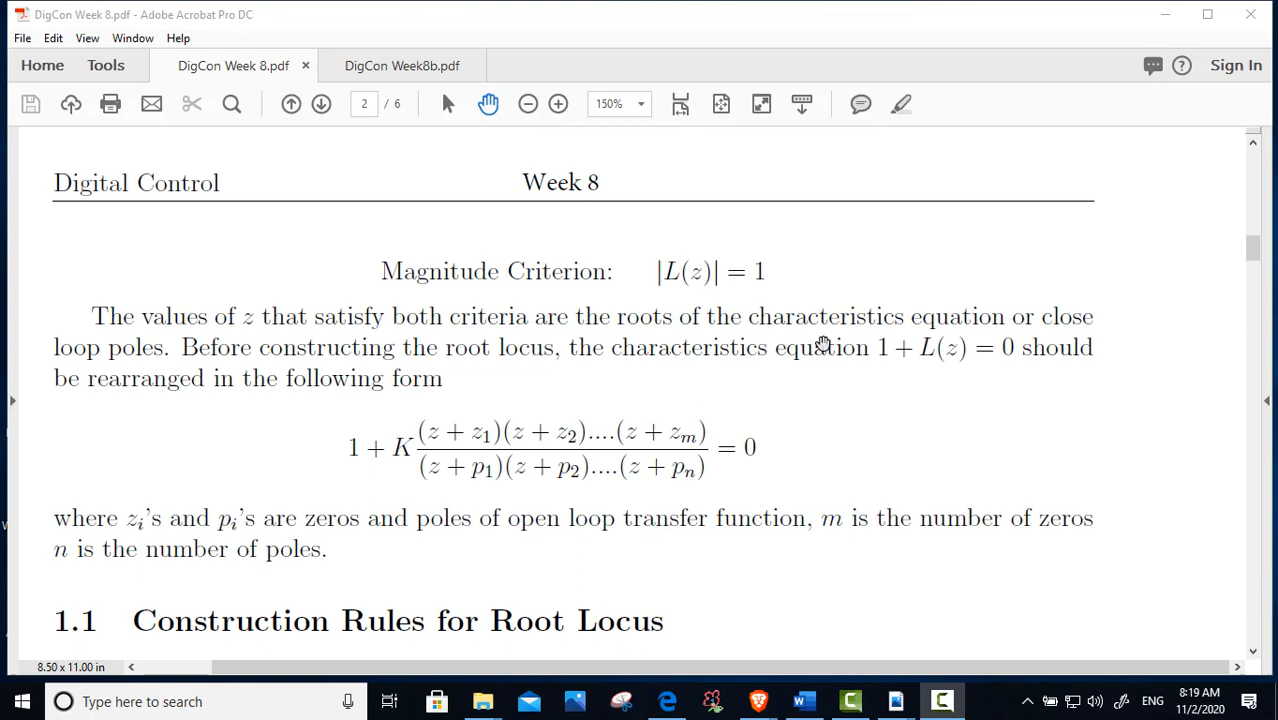 DigCon Week 8.pdf - Adobe Acrobat Pro DC
File Edit View Window Help
Home Tools DigCon Week 8.pdf × DigCon Week8b.pdf Sign In
2 / 6 150%
Digital Control Week 8
Magnitude Criterion: |L(z)| = 1
The values of z that satisfy both criteria are the roots of the characteristics equation or close
loop poles. Before constructing the root locus, the characteristics equation 1 + L(z) = 0 should
be rearranged in the following form
1 + K (z + z₁)(z + z₂)....(z + zₘ) / (z + p₁)(z + p₂)....(z + pₙ) = 0
where zᵢ's and pᵢ's are zeros and poles of open loop transfer function, m is the number of zeros
n is the number of poles.
1.1 Construction Rules for Root Locus
8.50 x 11.00 in
Type here to search ENG 8:19 AM
11/2/2020